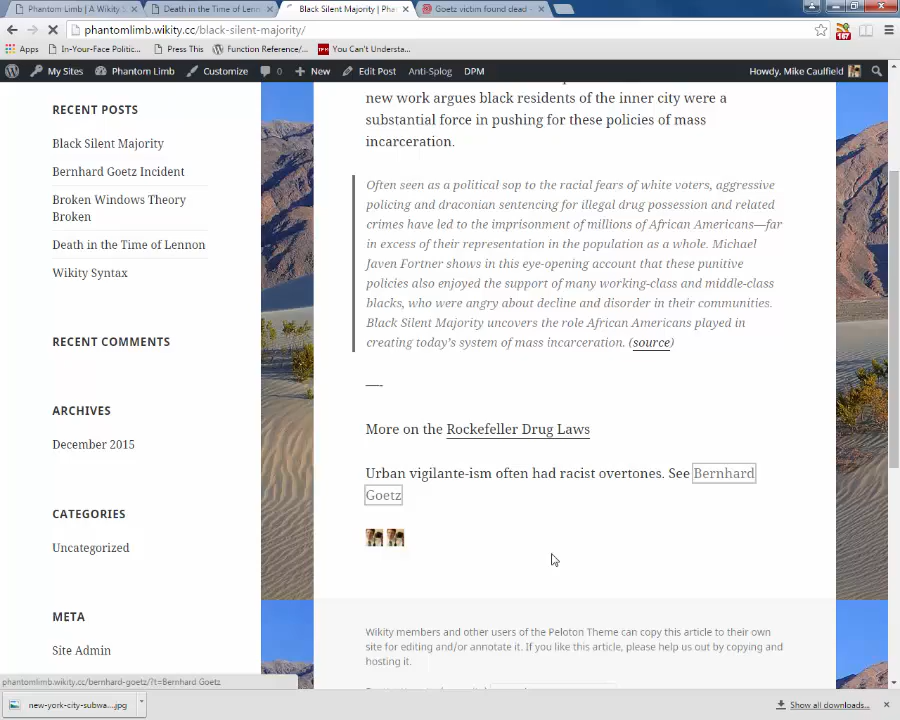 Phantom Limb | A Wikity S
Death in the Time of Lenn
Black Silent Majority | Pha
Goetz victim found dead -
phantomlimb.wikity.cc/black-silent-majority/
Apps
In-Your-Face Politic...
Press This
Function Reference/...
TPM
You Can't Understa...
My Sites
Phantom Limb
Customize
0
New
Edit Post
Anti-Splog
DPM
Howdy, Mike Caulfield
RECENT POSTS
Black Silent Majority
Bernhard Goetz Incident
Broken Windows Theory
Broken
Death in the Time of Lennon
Wikity Syntax
RECENT COMMENTS
ARCHIVES
December 2015
CATEGORIES
Uncategorized
META
Site Admin
new work argues black residents of the inner city were a
substantial force in pushing for these policies of mass
incarceration.
Often seen as a political sop to the racial fears of white voters, aggressive
policing and draconian sentencing for illegal drug possession and related
crimes have led to the imprisonment of millions of African Americans—far
in excess of their representation in the population as a whole. Michael
Javen Fortner shows in this eye-opening account that these punitive
policies also enjoyed the support of many working-class and middle-class
blacks, who were angry about decline and disorder in their communities.
Black Silent Majority uncovers the role African Americans played in
creating today's system of mass incarceration. (source)
—-
More on the Rockefeller Drug Laws
Urban vigilante-ism often had racist overtones. See Bernhard
Goetz
Wikity members and other users of the Peloton Theme can copy this article to their own
site for editing and/or annotate it. If you like this article, please help us out by copying and
hosting it.
phantomlimb.wikity.cc/bernhard-goetz/?t=Bernhard Goetz
new-york-city-subwa....jpg
Show all downloads...